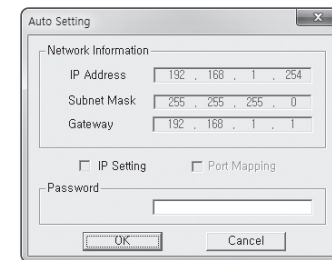 Auto Setting
Network Information
IP Address 192 . 168 . 1 . 254
Subnet Mask 255 . 255 . 255 . 0
Gateway 192 . 168 . 1 . 1
IP Setting Port Mapping
Password
OK Cancel